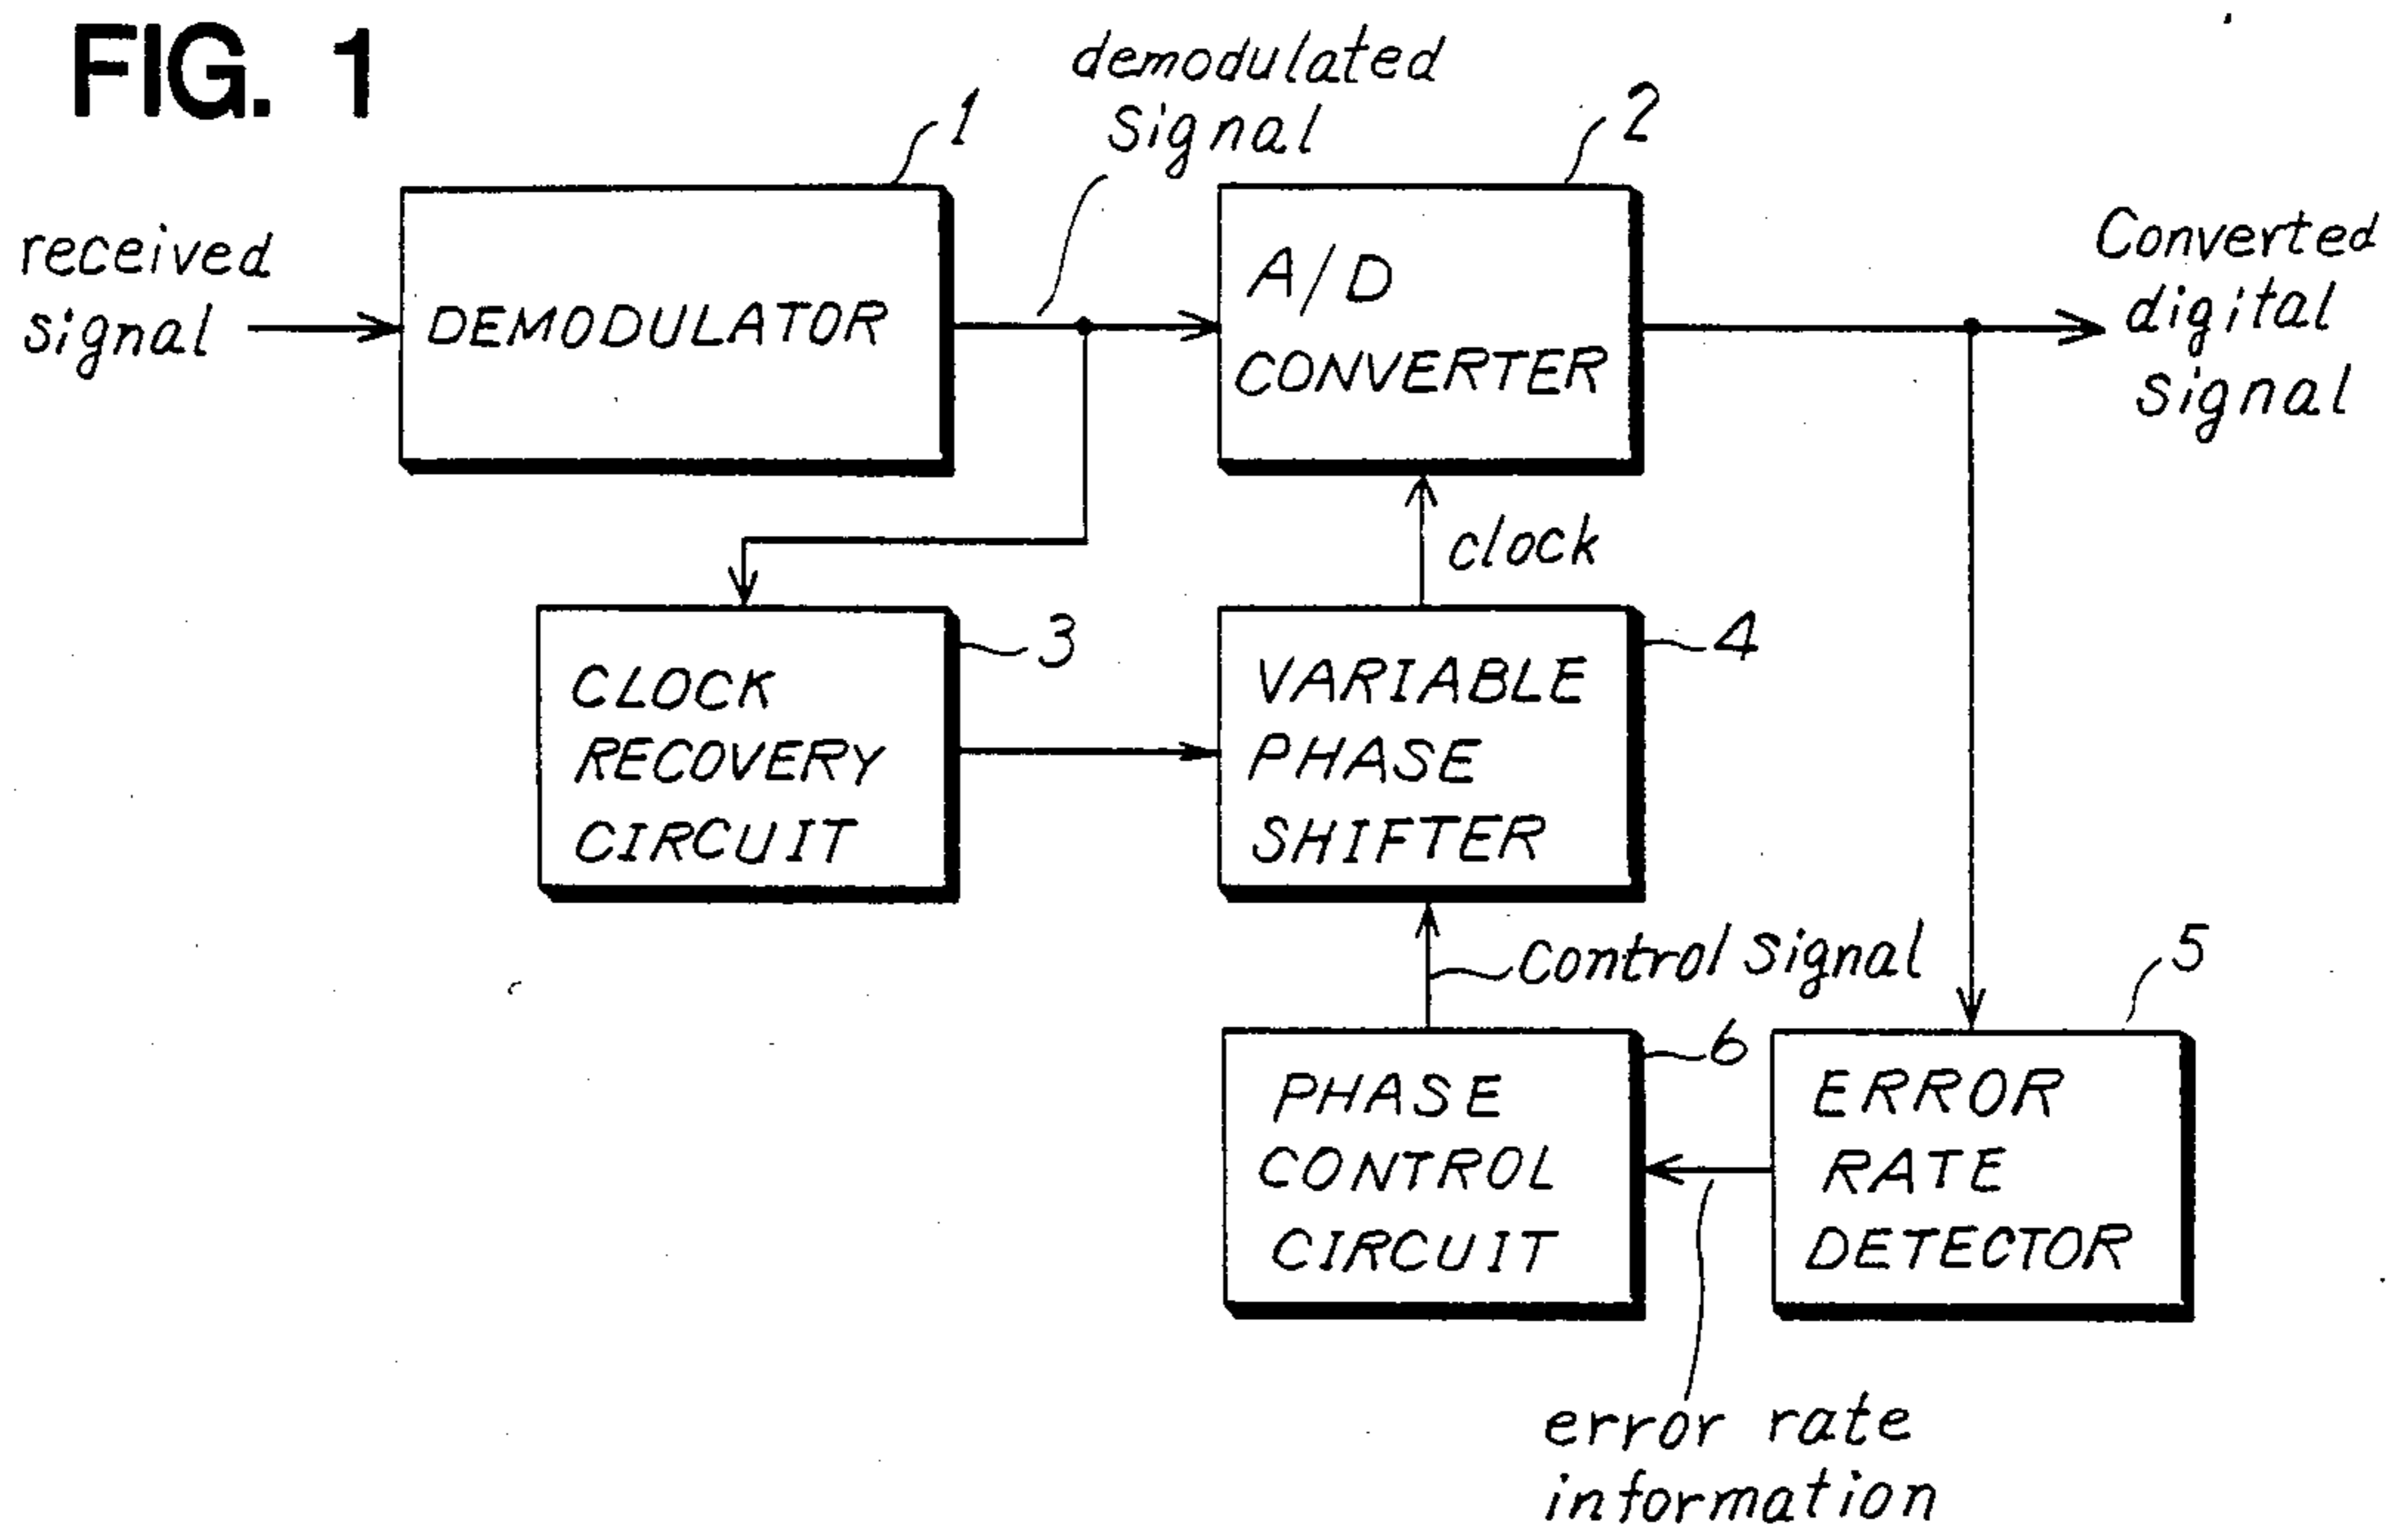 FIG. 1
demodulated
signal
1
2
received
signal
DEMODULATOR
A/D
CONVERTER
Converted
digital
signal
clock
3
4
CLOCK
RECOVERY
CIRCUIT
VARIABLE
PHASE
SHIFTER
Control signal
5
6
PHASE
CONTROL
CIRCUIT
ERROR
RATE
DETECTOR
error rate
information